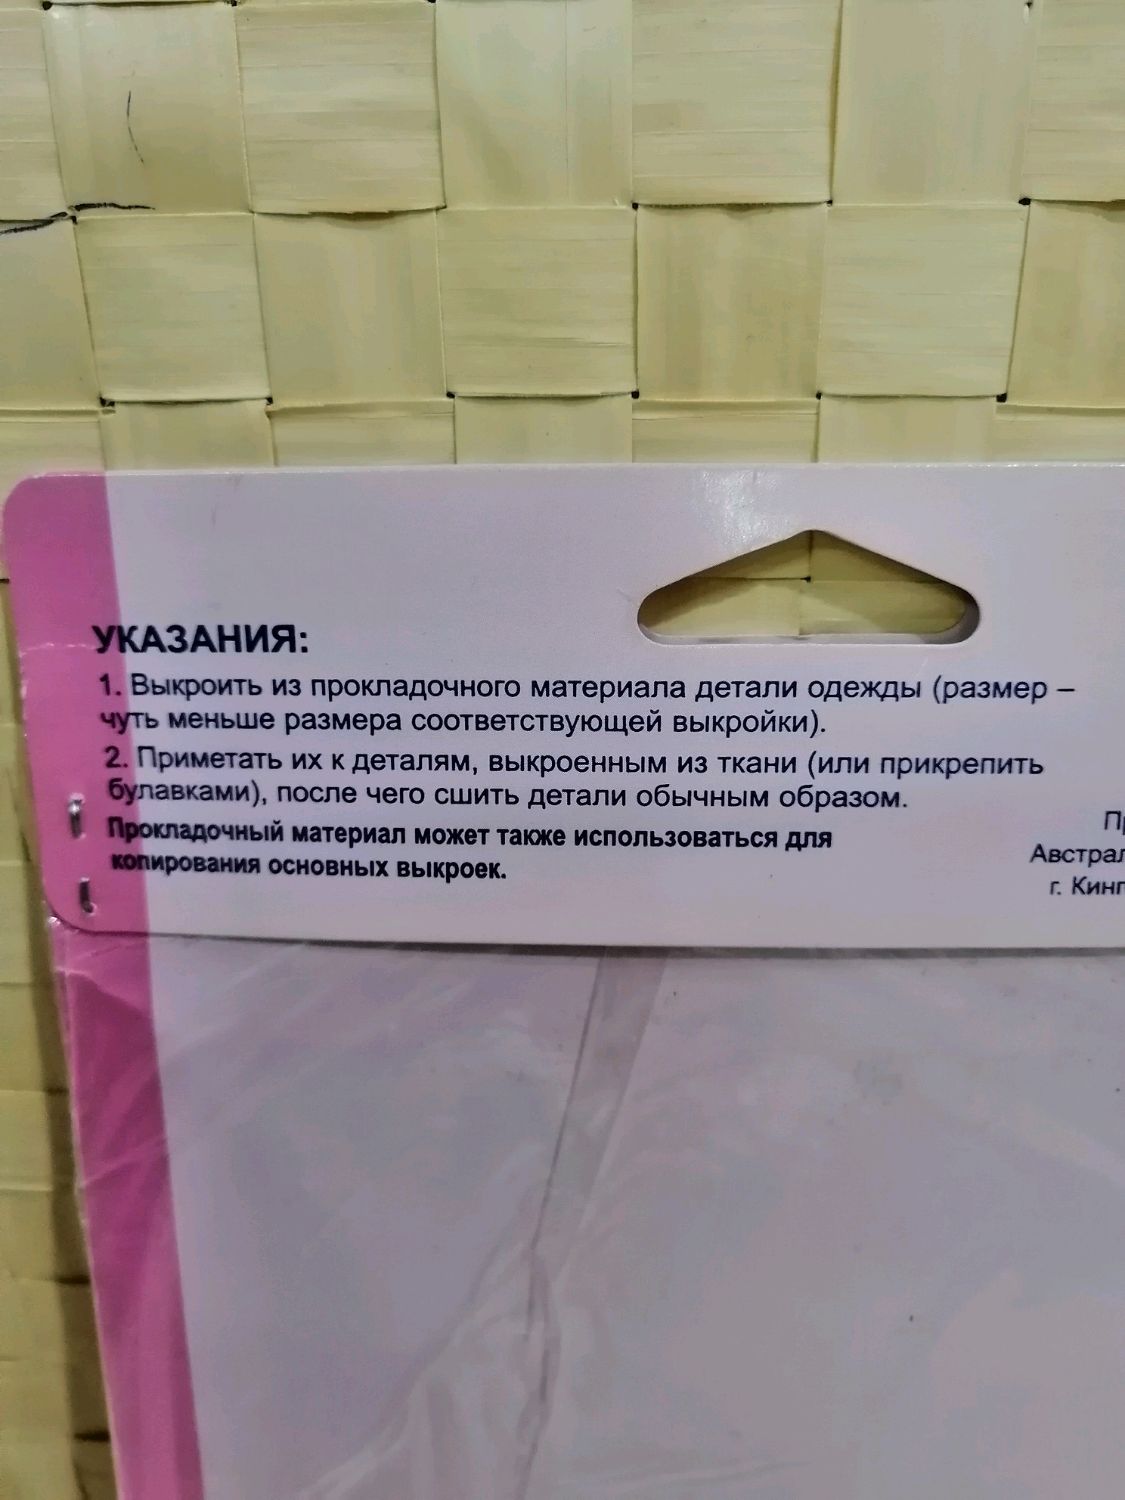 УКАЗАНИЯ:
1. Выкроить из прокладочного материала детали одежды (размер –
чуть меньше размера соответствующей выкройки).
2. Приметать их к деталям, выкроенным из ткани (или прикрепить
булавками), после чего сшить детали обычным образом.
Прокладочный материал может также использоваться для
копирования основных выкроек.
г.